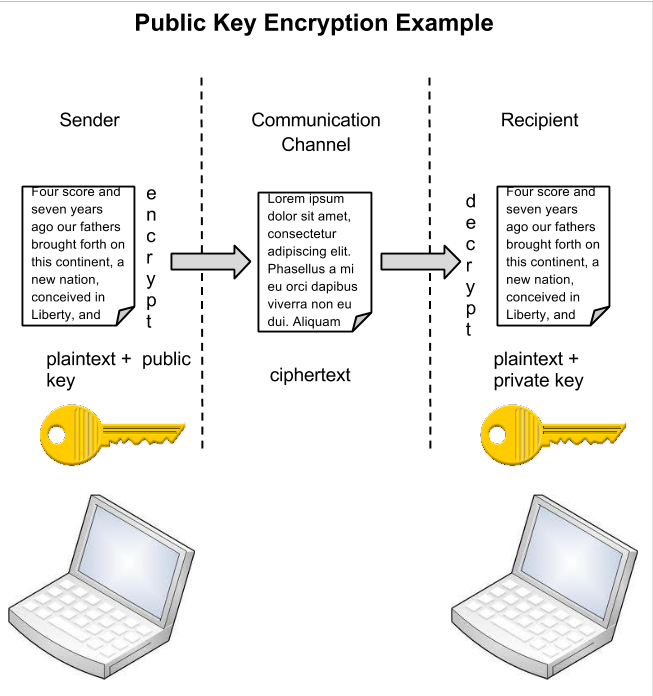 Public Key Encryption Example
Sender
Communication
Channel
Recipient
Four score and
seven years
ago our fathers
brought forth on
this continent, a
new nation,
conceived in
Liberty, and
encrypt
Lorem ipsum
dolor sit amet,
consectetur
adipiscing elit.
Phasellus a mi
eu orci dapibus
viverra non eu
dui. Aliquam
decrypt
Four score and
seven years
ago our fathers
brought forth on
this continent, a
new nation,
conceived in
Liberty, and
plaintext + public
key
ciphertext
plaintext +
private key